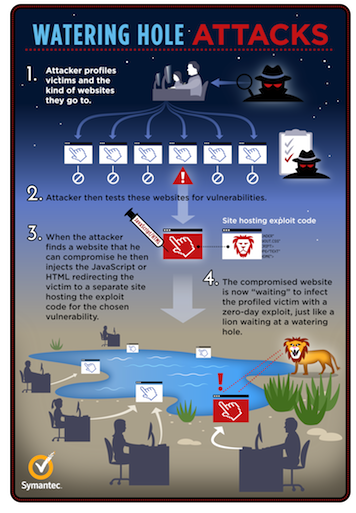 WATERING HOLE ATTACKS
1. Attacker profiles
victims and the
kind of websites
they go to.
2. Attacker then tests these websites for vulnerabilities.
3. When the attacker
finds a website that he
can compromise he then
injects the JavaScript or
HTML redirecting the
victim to a separate site
hosting the exploit
code for the chosen
vulnerability.
JAVASCRIPT/HTML
Site hosting exploit code
4. The compromised website
is now "waiting" to infect
the profiled victim with a
zero-day exploit, just like a
lion waiting at a watering
hole.
!
Symantec.